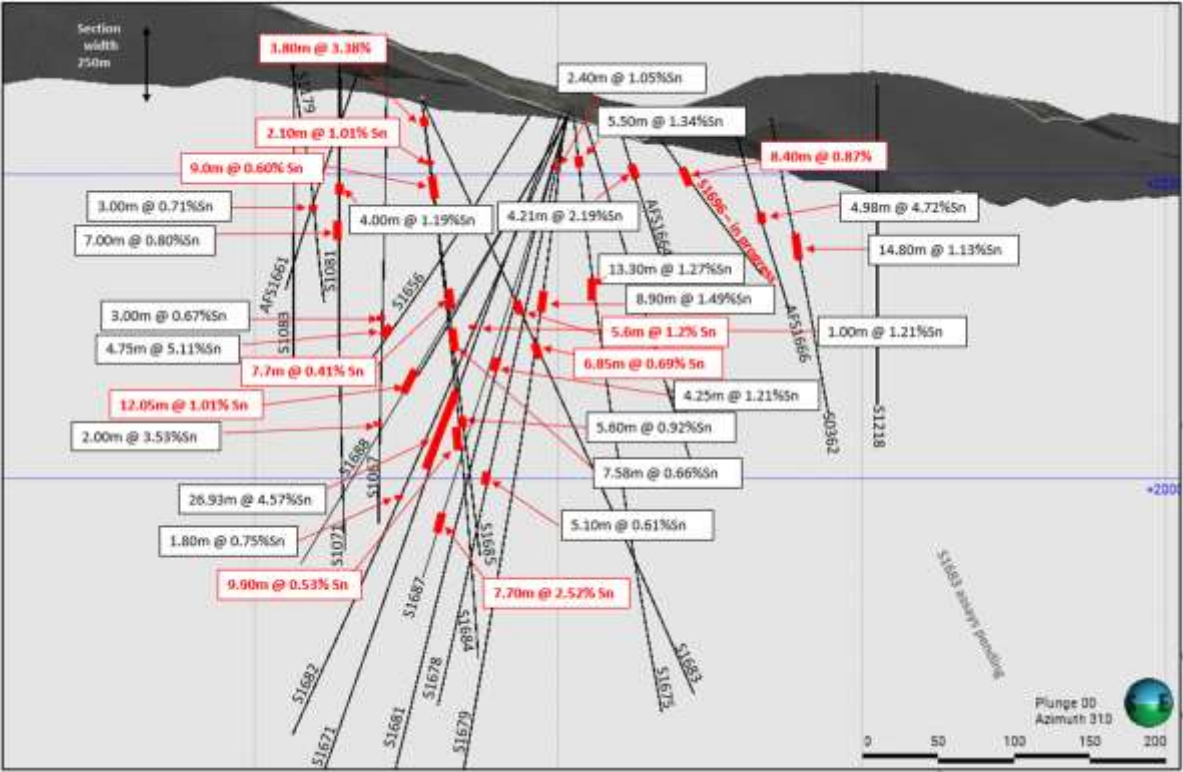 Section
width
250m
3.80m @ 3.38%
2.40m @ 1.05%Sn
5.50m @ 1.34%Sn
2.10m @ 1.01% Sn
8.40m @ 0.87%
9.0m @ 0.60% Sn
3.00m @ 0.71%Sn
4.00m @ 1.19%Sn
4.21m @ 2.19%Sn
4.98m @ 4.72%Sn
7.00m @ 0.80%Sn
14.80m @ 1.13%Sn
S1696 – in progress
AFS1661
S1081
S1656
13.30m @ 1.27%Sn
8.90m @ 1.49%Sn
3.00m @ 0.67%Sn
5.6m @ 1.2% Sn
1.00m @ 1.21%Sn
S1083
AFS1666
4.75m @ 5.11%Sn
7.7m @ 0.41% Sn
6.85m @ 0.69% Sn
12.05m @ 1.01% Sn
4.25m @ 1.21%Sn
2.00m @ 3.53%Sn
5.60m @ 0.92%Sn
S0362
S1218
S1688
7.58m @ 0.66%Sn
26.93m @ 4.57%Sn
+2000
1.80m @ 0.75%Sn
5.10m @ 0.61%Sn
S1685
9.90m @ 0.53% Sn
S1687
7.70m @ 2.52% Sn
S1684
S1683 assays pending
S1682
S1678
S1683
S1675
S1671
S1681
S1679
Plunge 00
Azimuth 310
0 50 100 150 200